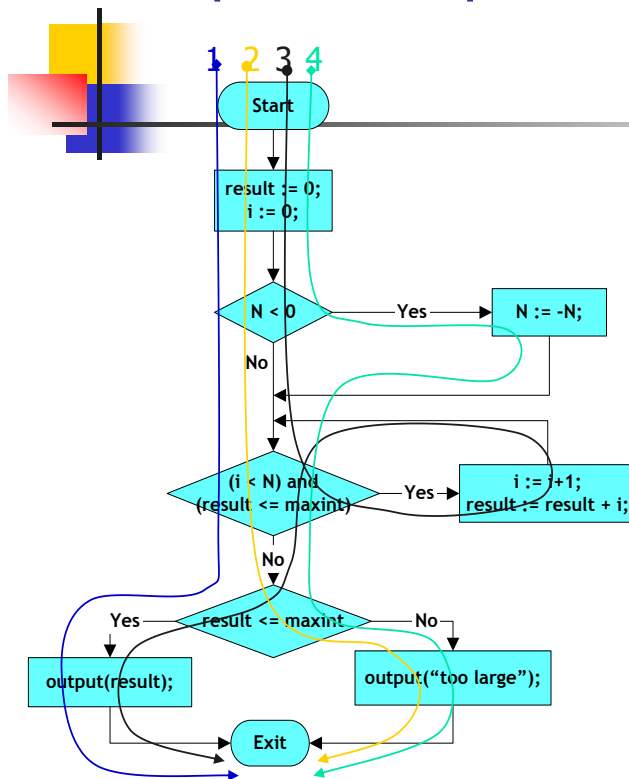 1 2 3 4
Start
result := 0;
i := 0;
N < 0
Yes
N := -N;
No
(i < N) and
(result <= maxint)
Yes
i := i+1;
result := result + i;
No
Yes
result <= maxint
No
output(result);
output(“too large”);
Exit